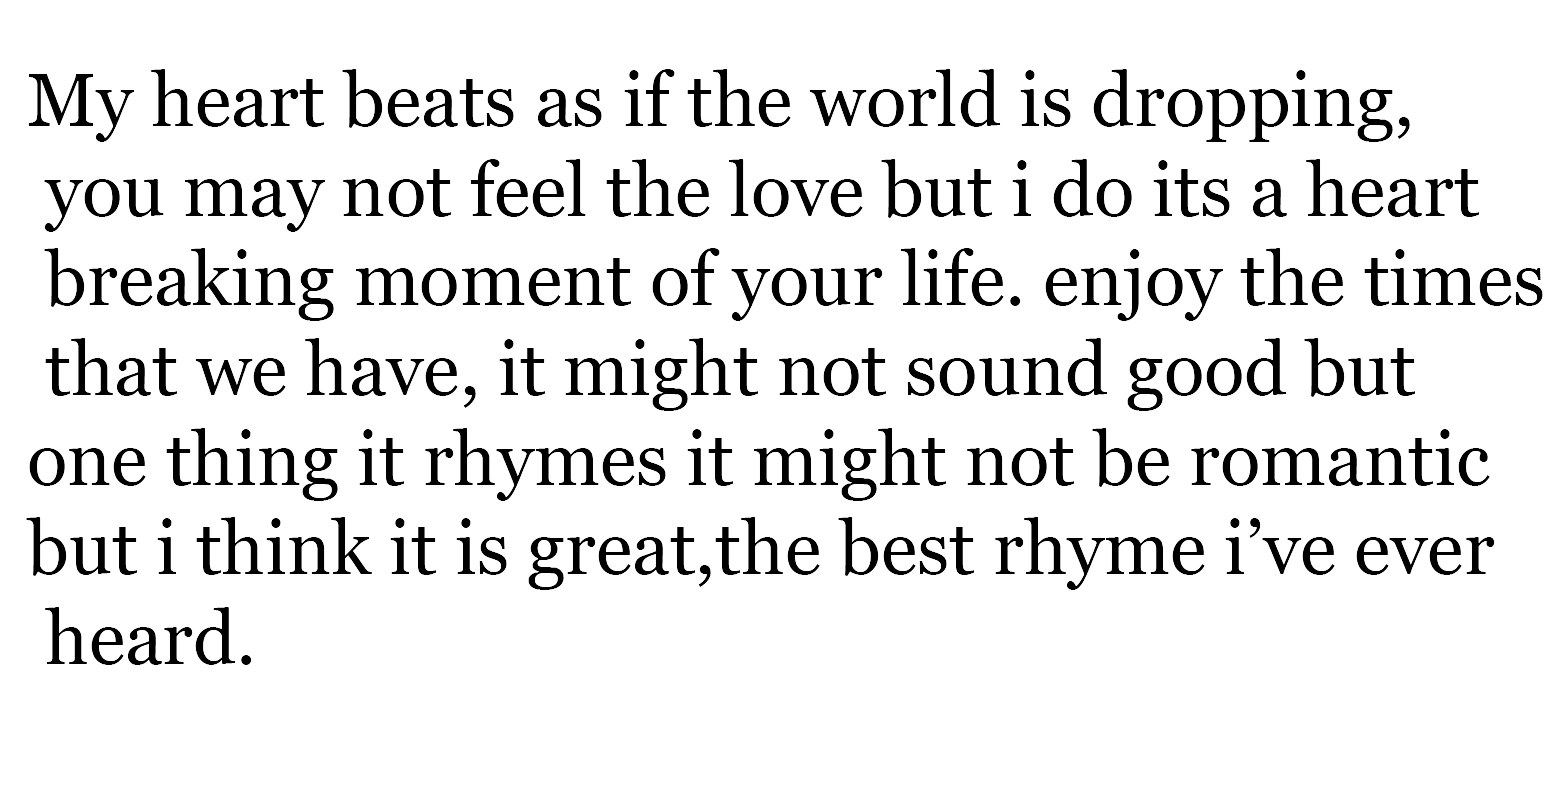 My heart beats as if the world is dropping,
you may not feel the love but i do its a heart
breaking moment of your life. enjoy the times
that we have, it might not sound good but
one thing it rhymes it might not be romantic
but i think it is great,the best rhyme i’ve ever
heard.